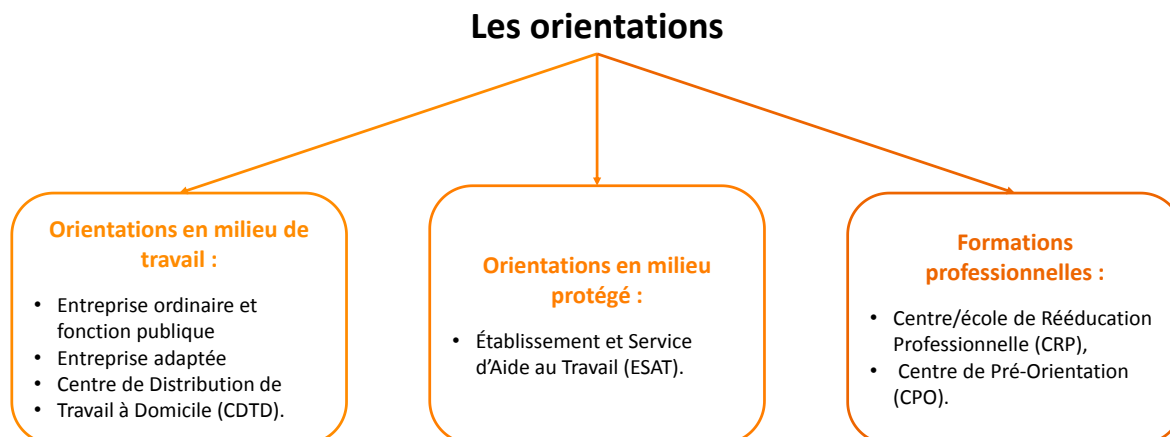 Les orientations
Orientations en milieu de
travail :
• Entreprise ordinaire et
fonction publique
• Entreprise adaptée
• Centre de Distribution de
• Travail à Domicile (CDTD).
Orientations en milieu
protégé :
• Établissement et Service
d’Aide au Travail (ESAT).
Formations
professionnelles :
• Centre/école de Rééducation
Professionnelle (CRP),
• Centre de Pré-Orientation
(CPO).